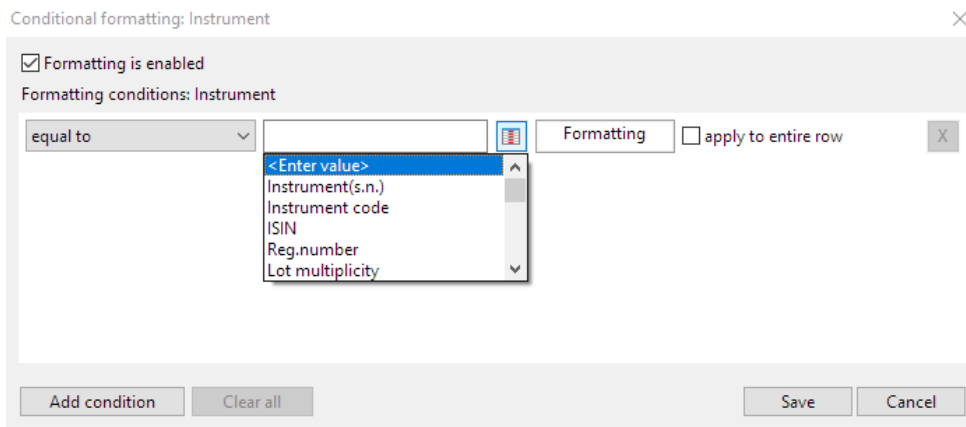 Conditional formatting: Instrument
Formatting is enabled
Formatting conditions: Instrument
equal to Formatting apply to entire row X
<Enter value>
Instrument(s.n.)
Instrument code
ISIN
Reg.number
Lot multiplicity
Add condition Clear all Save Cancel